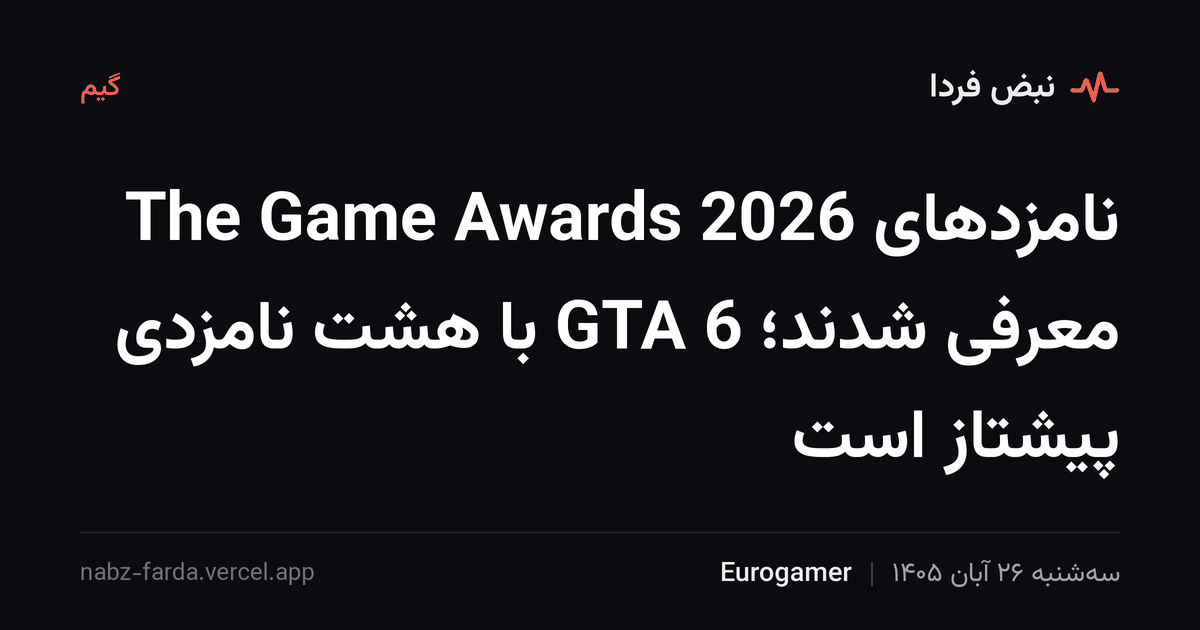 نبض فردا
گیم
نامزدهای The Game Awards 2026
معرفی شدند؛ GTA 6 با هشت نامزدی
پیشتاز است
سه‌شنبه ۲۶ آبان ۱۴۰۵ | Eurogamer
nabz-farda.vercel.app